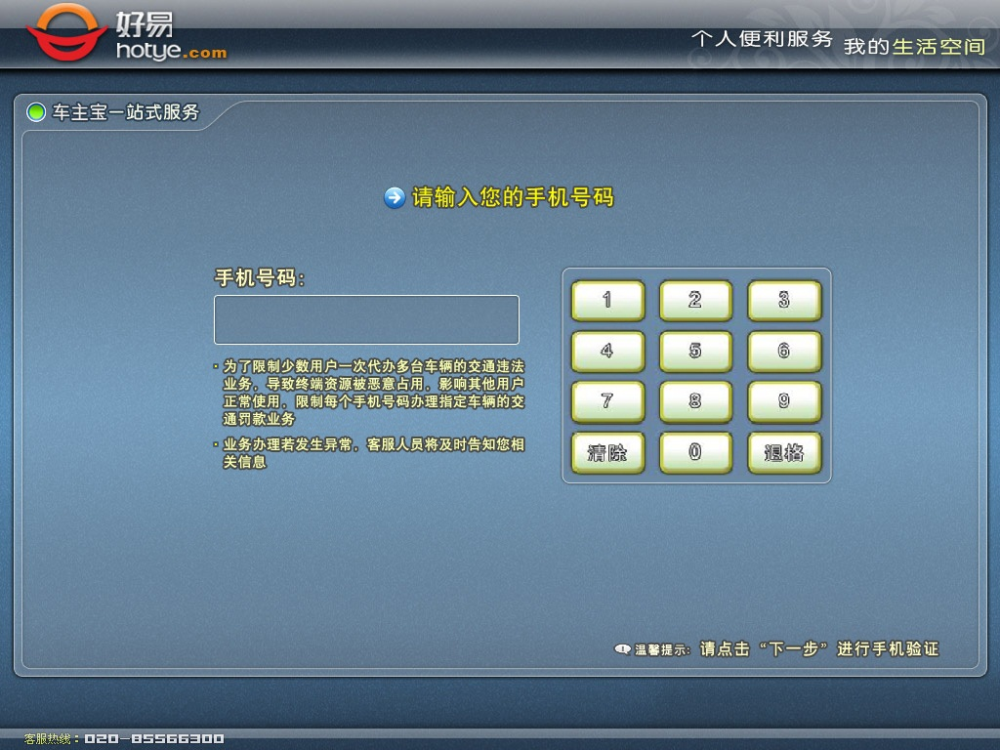 好易
hotye.com
个人便利服务 我的生活空间
车主宝一站式服务
请输入您的手机号码
手机号码:
· 为了限制少数用户一次代办多台车辆的交通违法
业务，导致终端资源被恶意占用，影响其他用户
正常使用，限制每个手机号码办理指定车辆的交
通罚款业务
· 业务办理若发生异常，客服人员将及时告知您相
关信息
1 2 3
4 5 6
7 8 9
清除 0 退格
温馨提示: 请点击“下一步”进行手机验证
客服热线：020-85566300